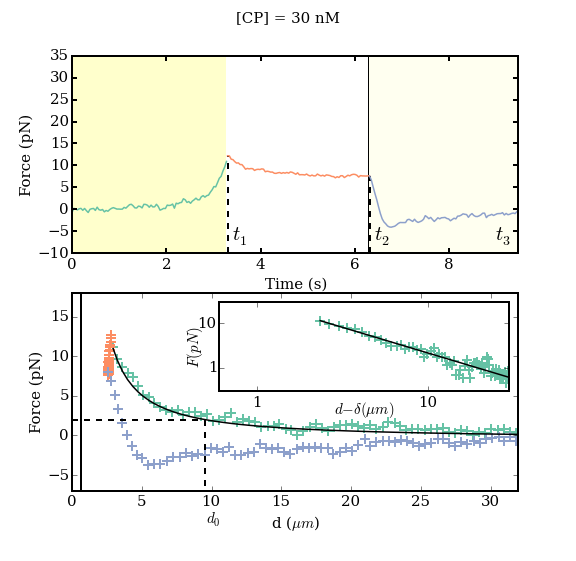 [CP] = 30 nM
35
30
25
20
15
10
5
0
−5
−10
Force (pN)
t1
t2
t3
0 2 4 6 8
Time (s)
15
10
5
0
−5
Force (pN)
10
1
F(pN)
1 10
d−δ(μm)
0 5 10 15 20 25 30
d0
d (μm)